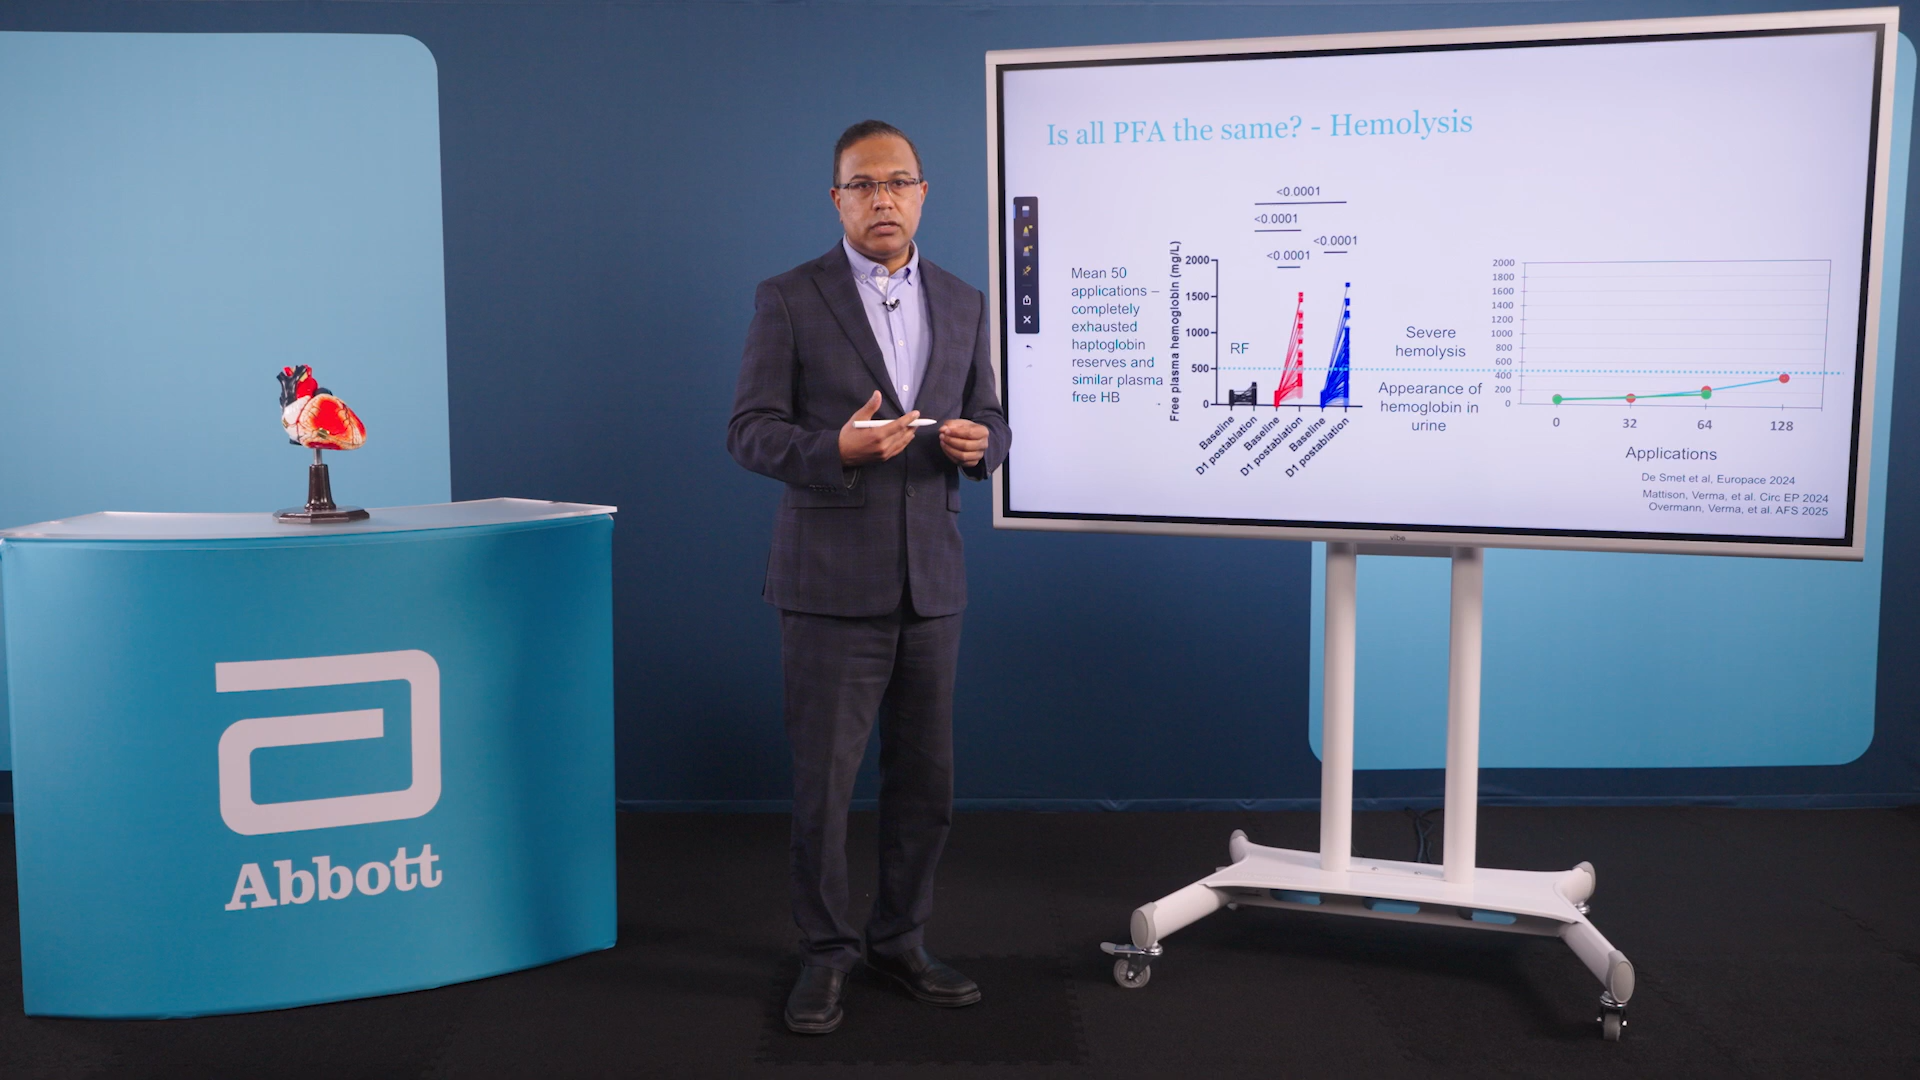 Is all PFA the same? - Hemolysis
<0.0001
<0.0001
<0.0001
<0.0001
Mean 50
applications –
completely
exhausted
haptoglobin
reserves and
similar plasma
free HB
Free plasma hemoglobin (mg/L)
2000
1500
1000
500
0
RF
Baseline
D1 postablation
Baseline
D1 postablation
Baseline
D1 postablation
Severe
hemolysis
Appearance of
hemoglobin in
urine
2000
1800
1600
1400
1200
1000
800
600
400
200
0
0
32
64
128
Applications
De Smet et al, Europace 2024
Mattison, Verma, et al. Circ EP 2024
Overmann, Verma, et al. AFS 2025
vibe
Abbott